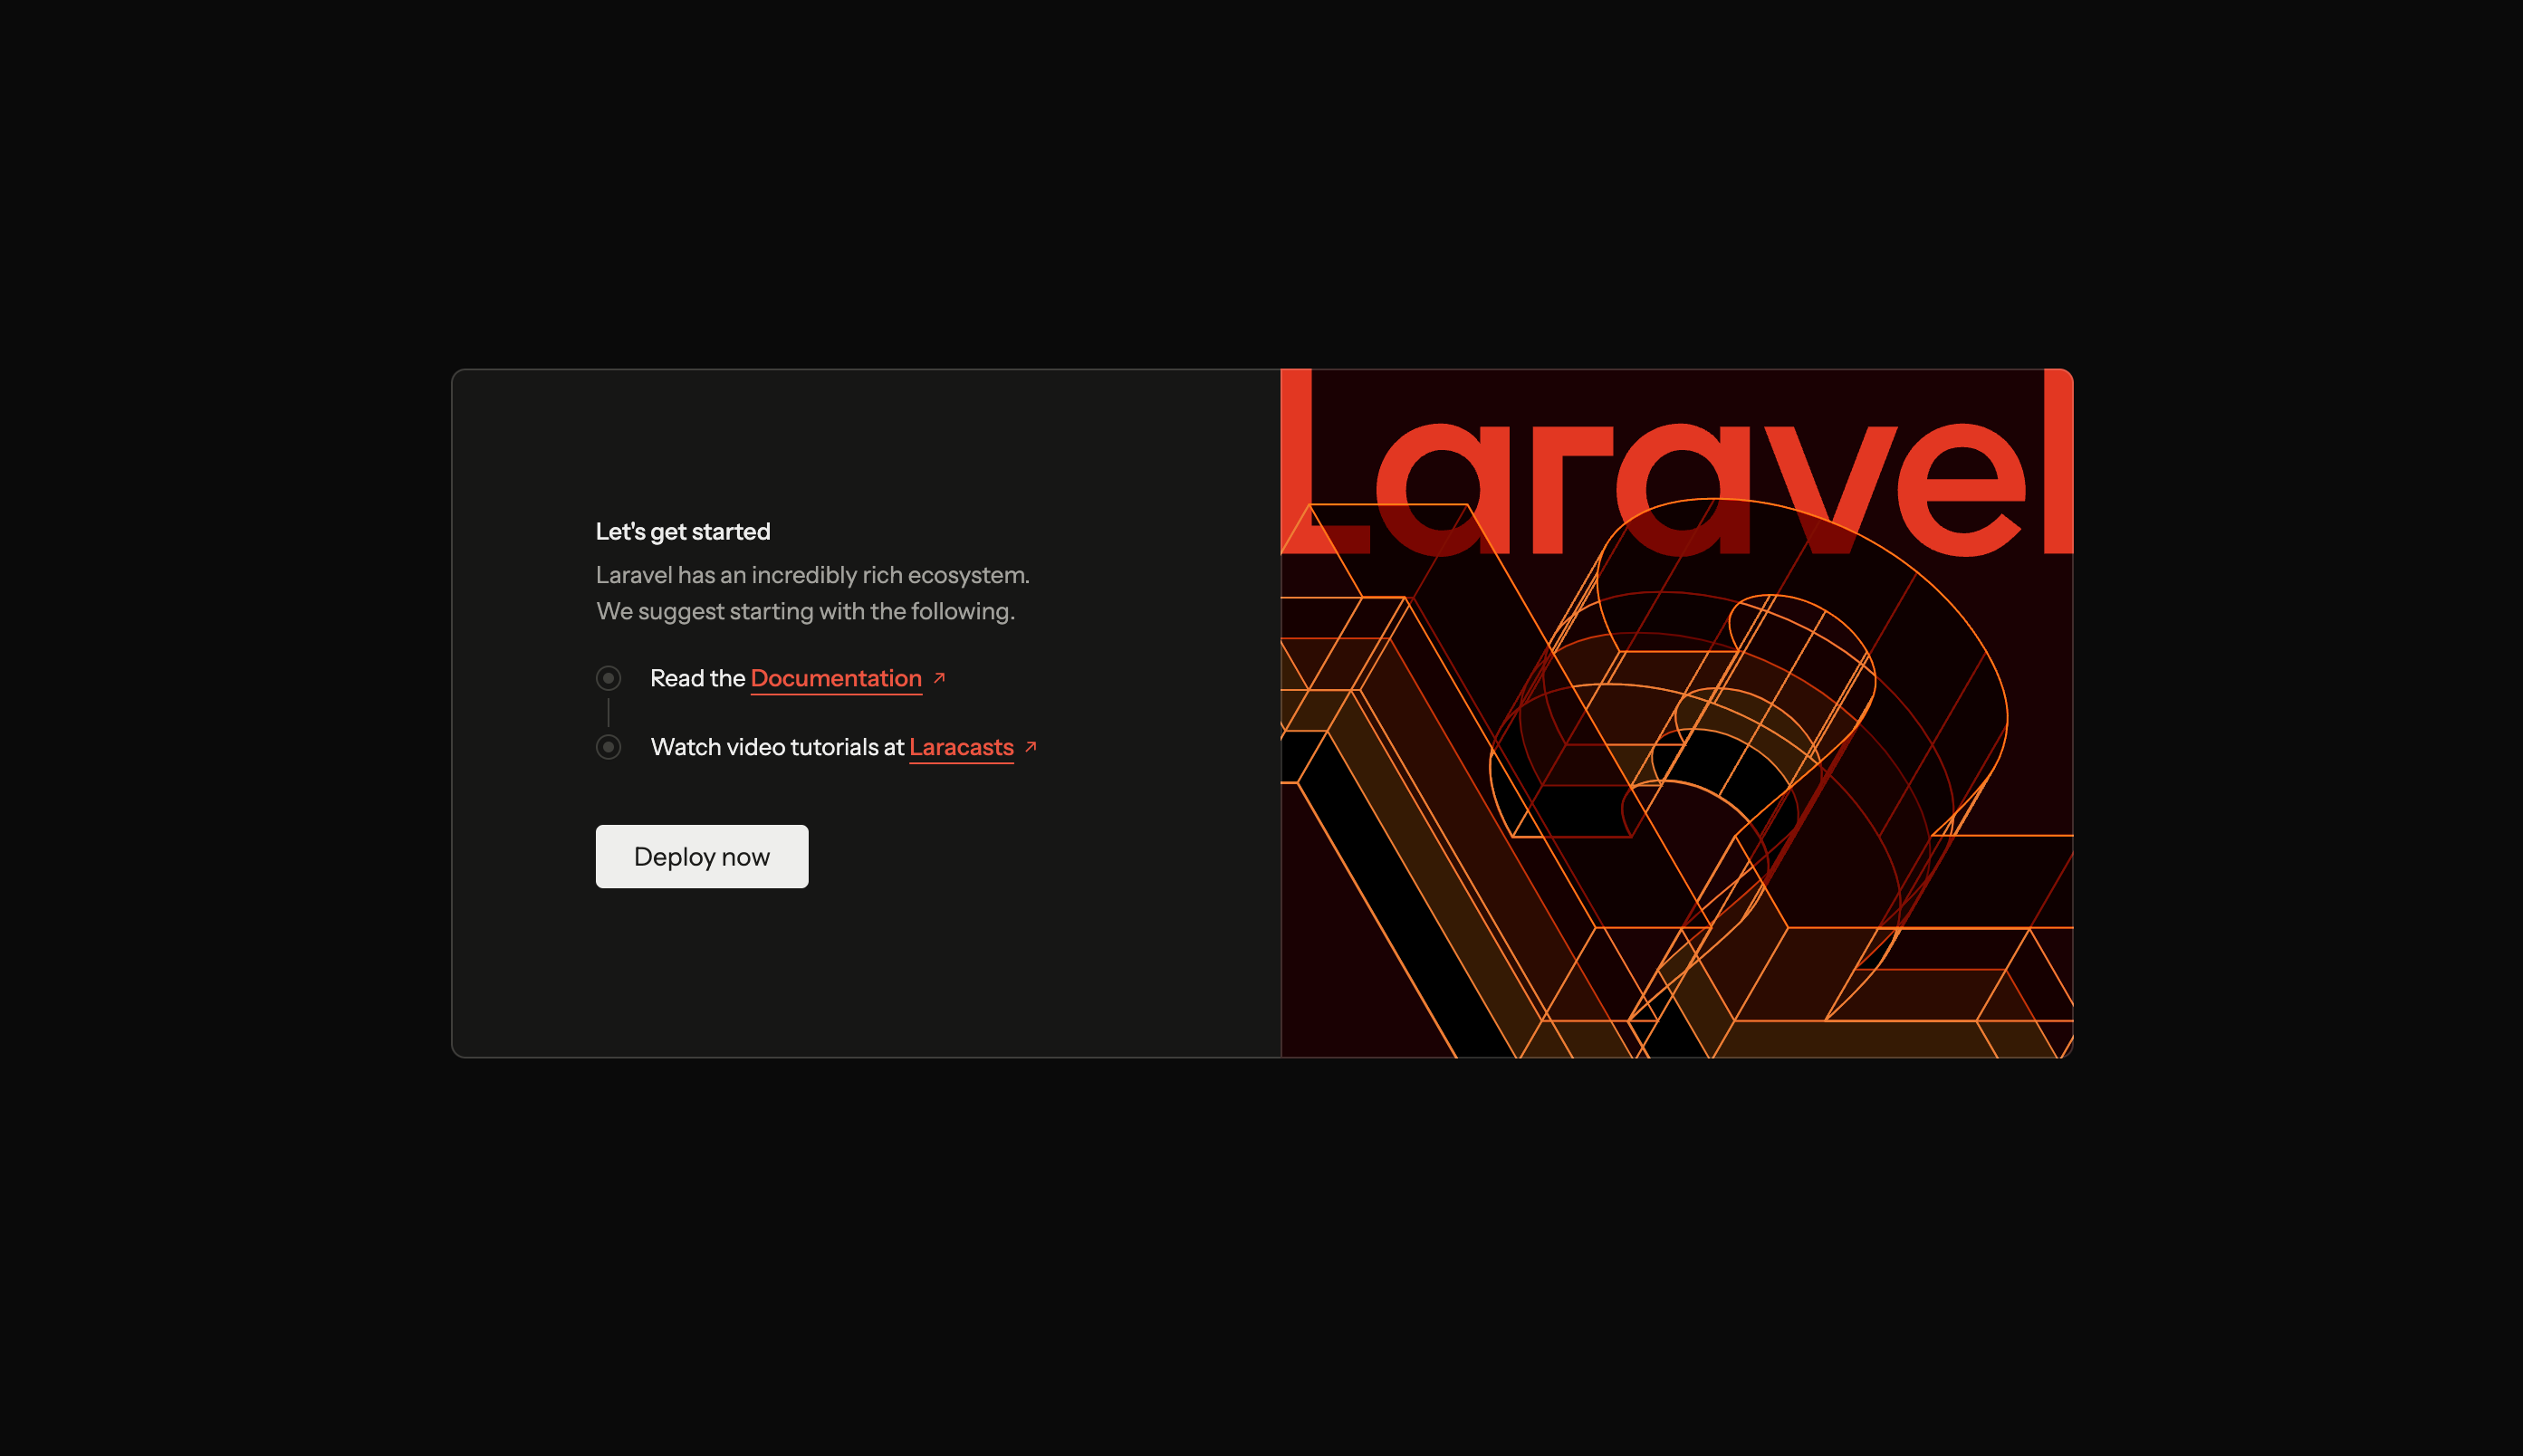 Let's get started
Laravel has an incredibly rich ecosystem.
We suggest starting with the following.
Read the Documentation
Watch video tutorials at Laracasts
Deploy now
Laravel